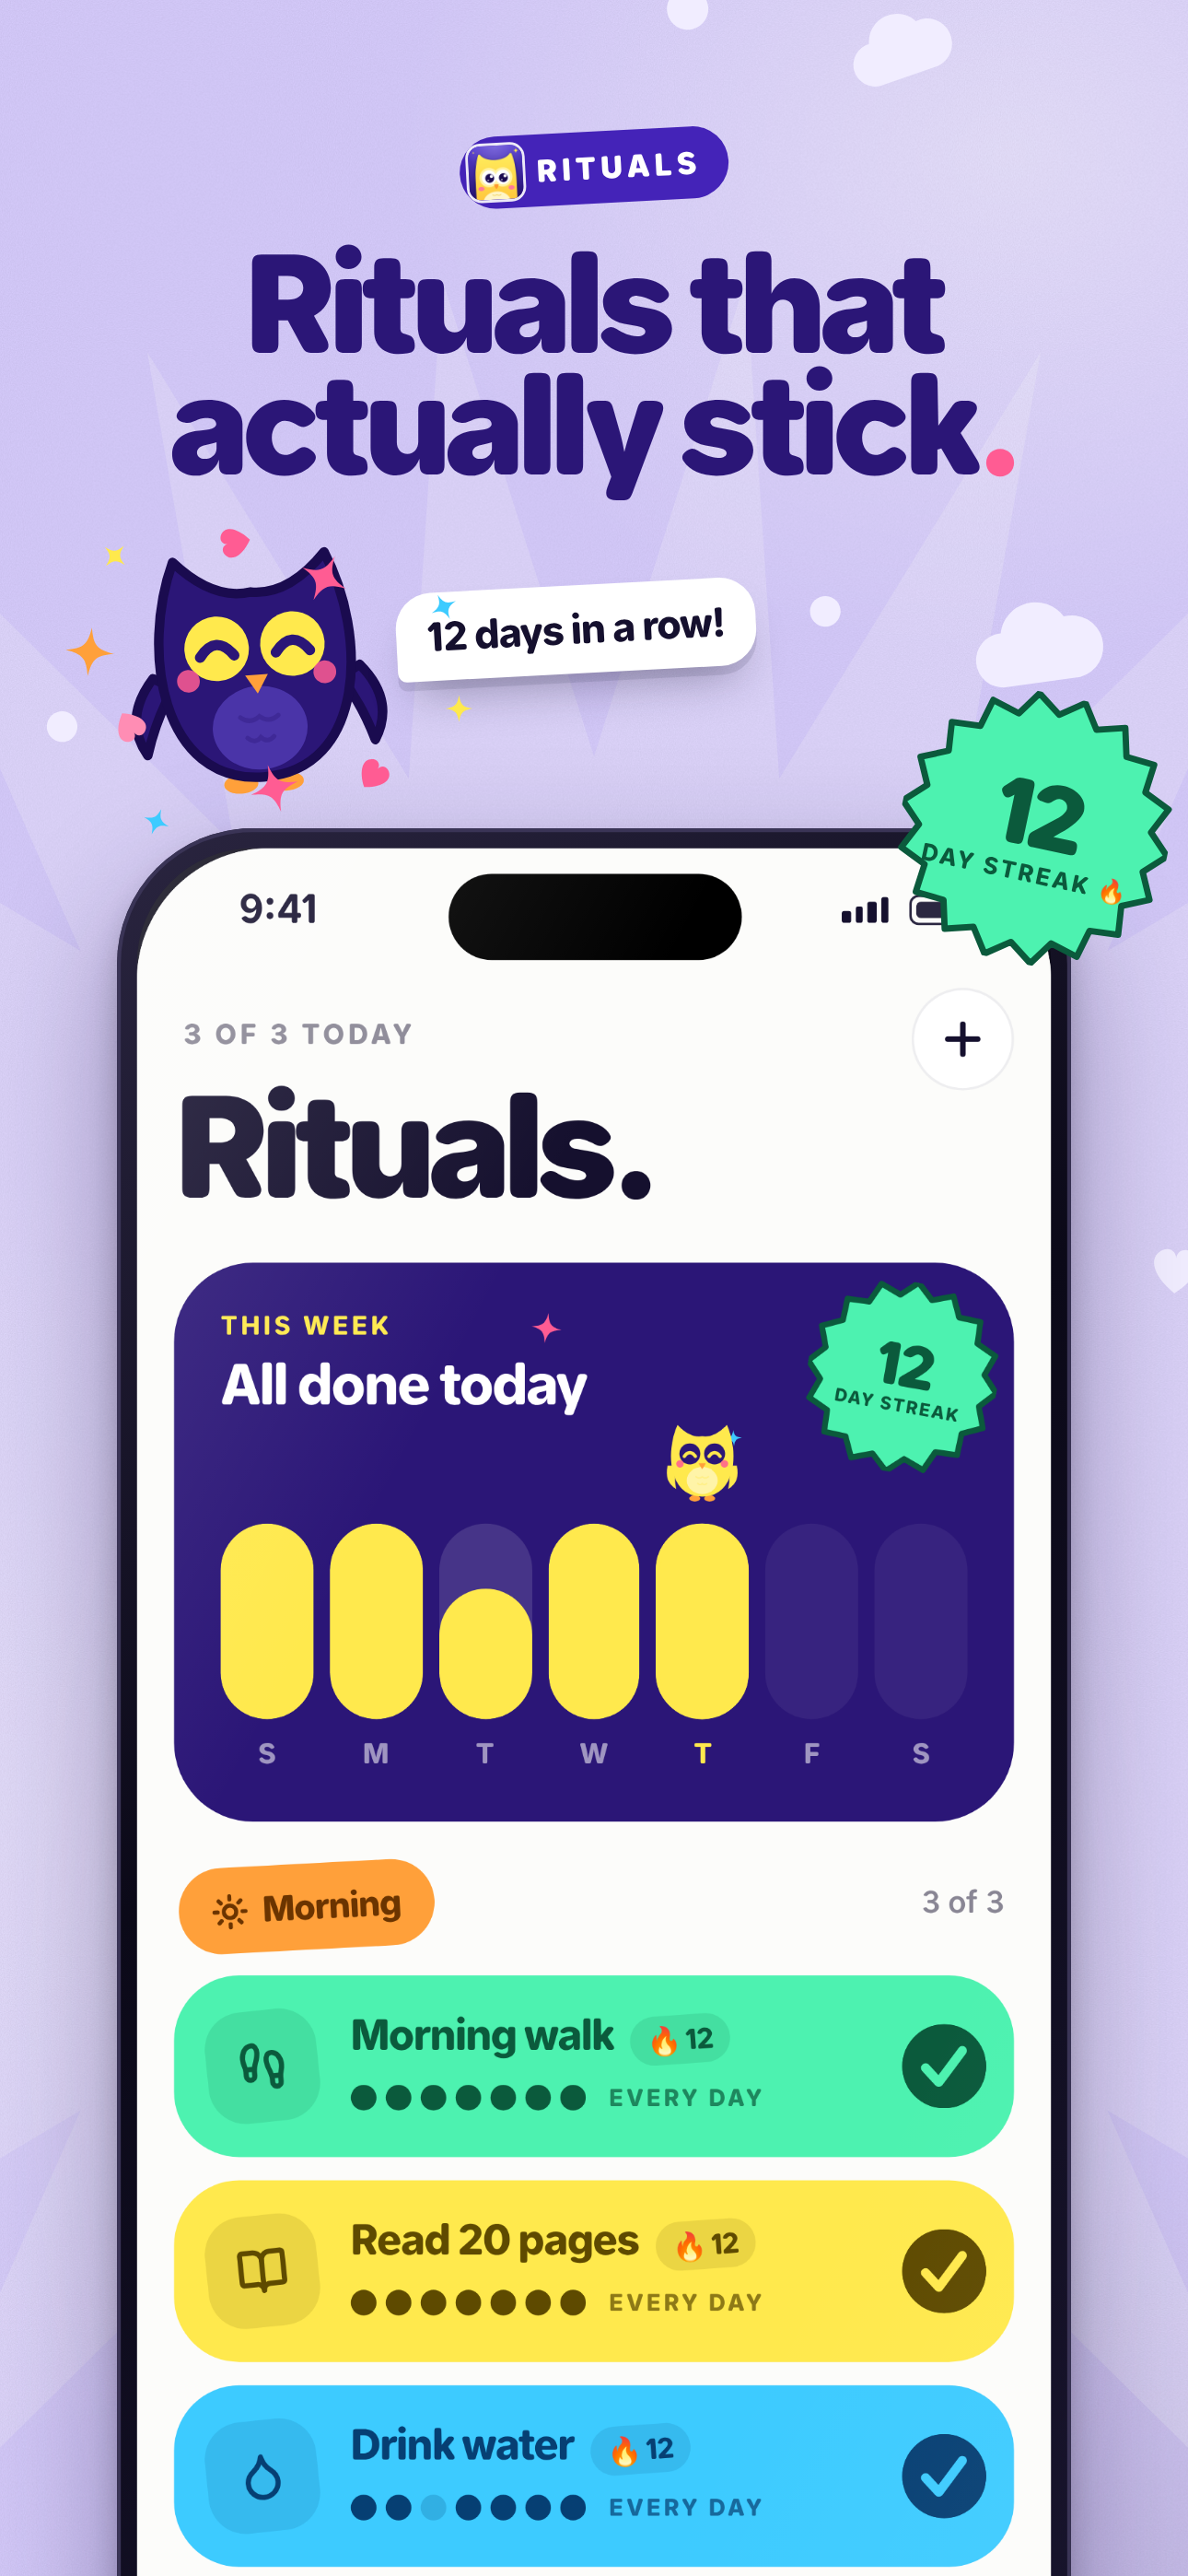 RITUALS
Rituals that
actually stick.
12 days in a row!
12
DAY STREAK 🔥
9:41
3 OF 3 TODAY
Rituals.
THIS WEEK
All done today
12
DAY STREAK
S M T W T F S
Morning
3 of 3
Morning walk 🔥 12
EVERY DAY
Read 20 pages 🔥 12
EVERY DAY
Drink water 🔥 12
EVERY DAY